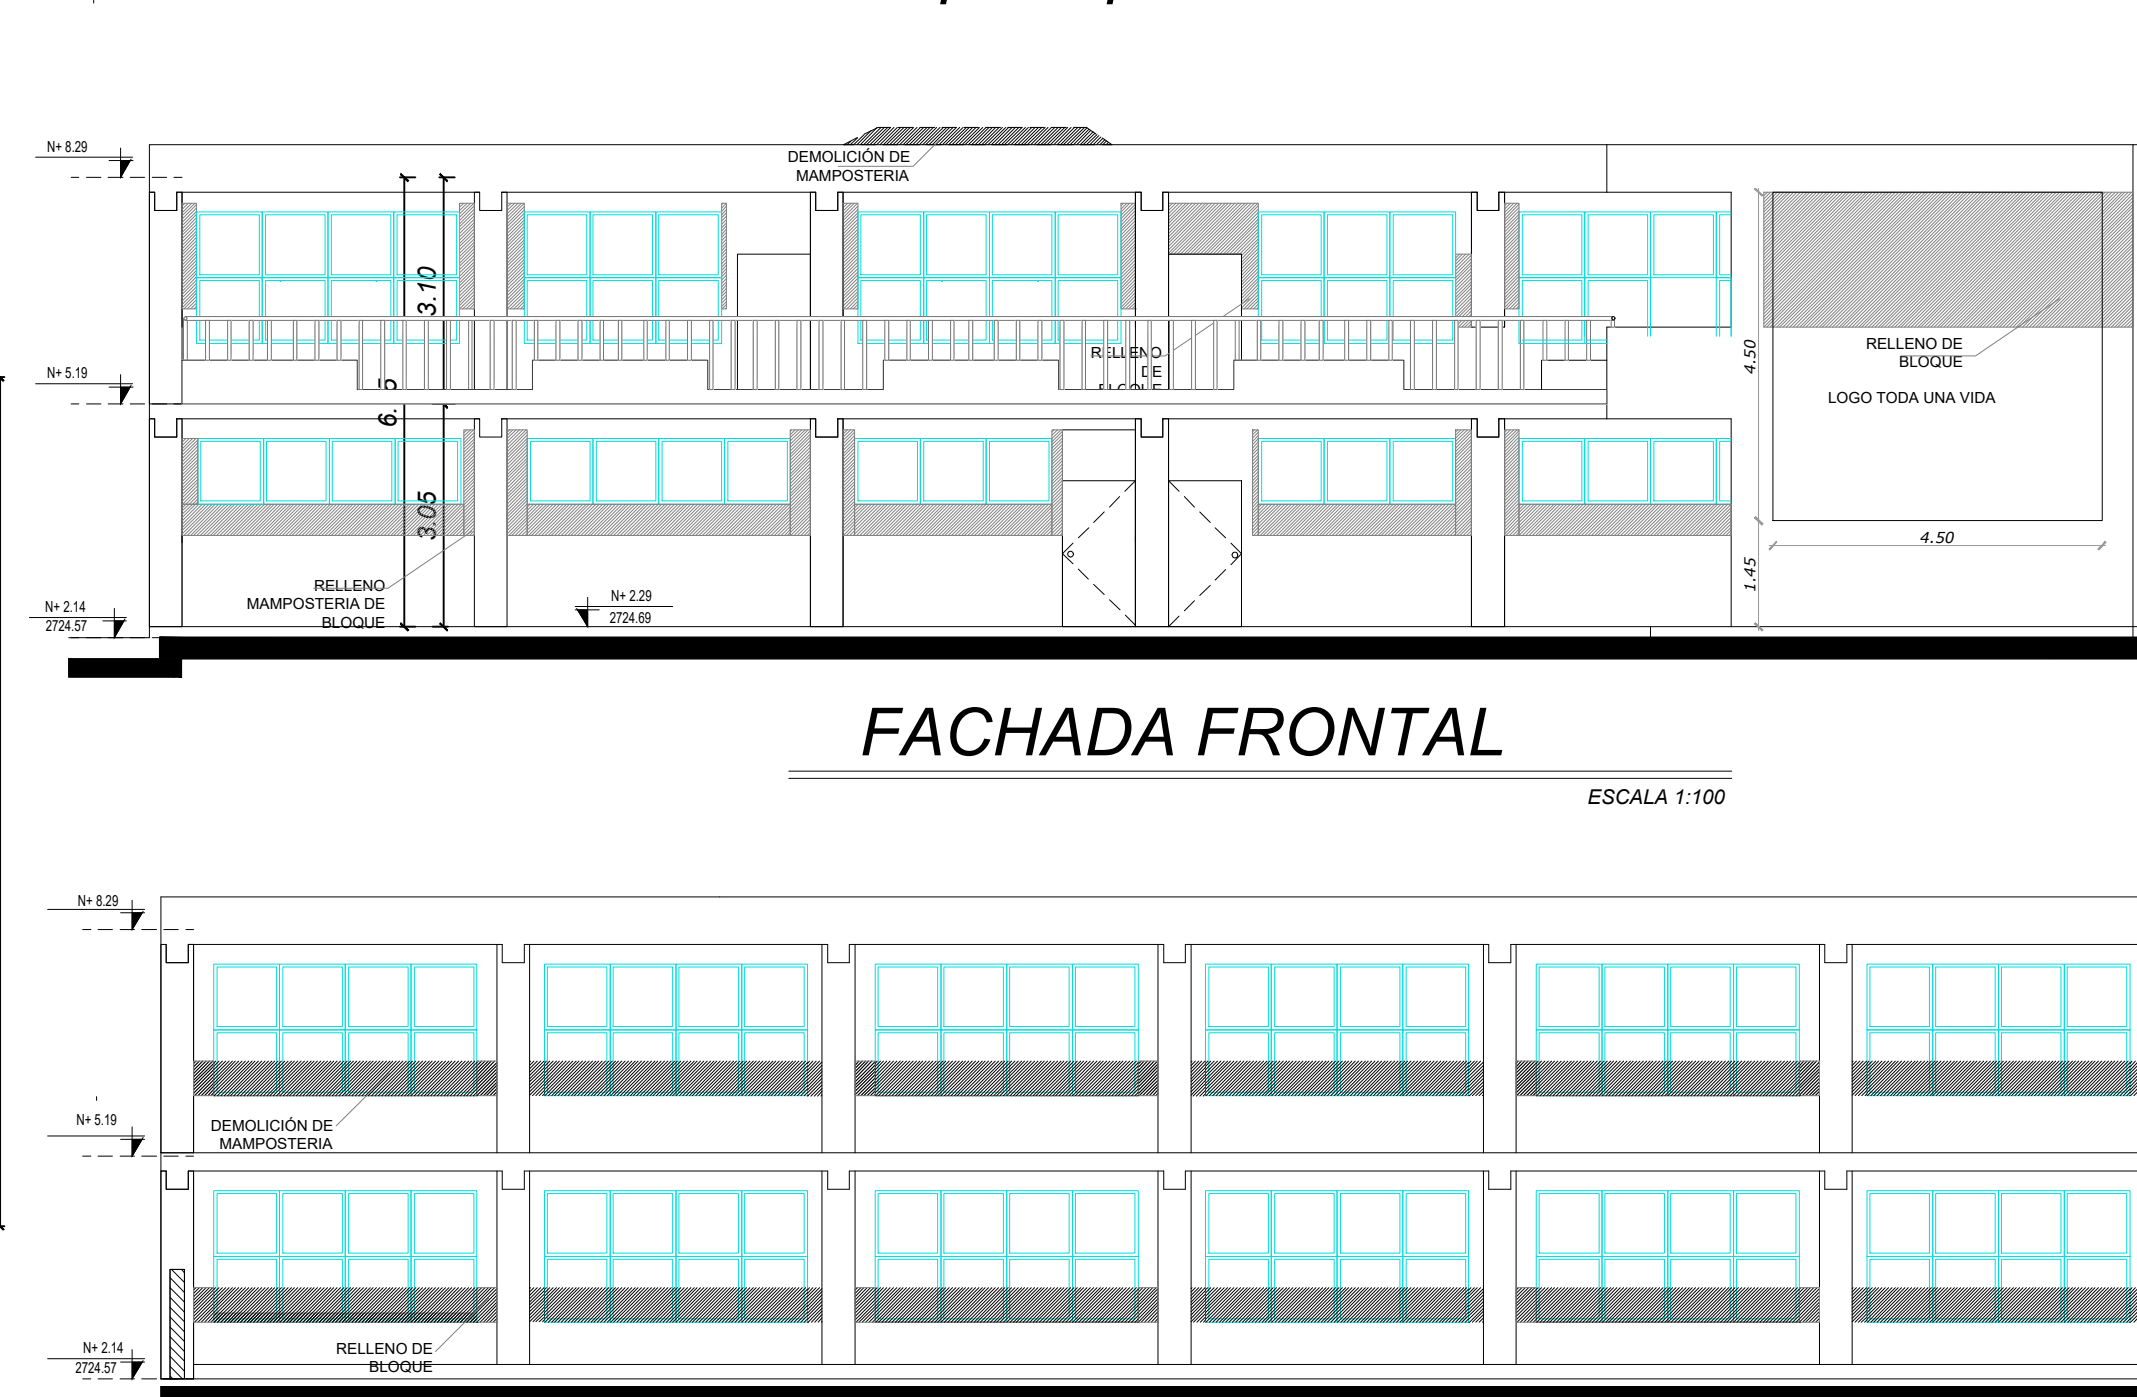 N+ 8.29
DEMOLICIÓN DE
MAMPOSTERIA
3.10
RELLENO
DE
BLOQUE
4.50
RELLENO DE
BLOQUE
N+ 5.19
LOGO TODA UNA VIDA
3.05
4.50
1.45
RELLENO
MAMPOSTERIA DE
BLOQUE
N+ 2.29
2724.69
N+ 2.14
2724.57
FACHADA FRONTAL
ESCALA 1:100
N+ 8.29
N+ 5.19
DEMOLICIÓN DE
MAMPOSTERIA
RELLENO DE
BLOQUE
N+ 2.14
2724.57